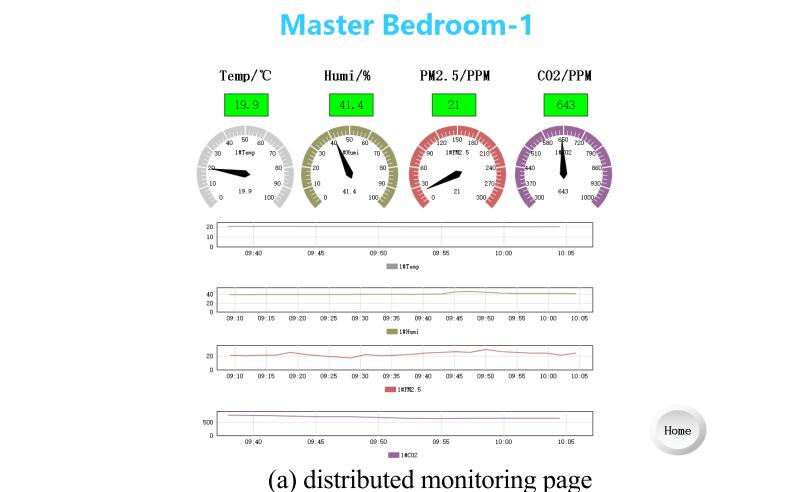 Master Bedroom-1
Temp/℃ Humi/% PM2.5/PPM CO2/PPM
19.9 41.4 21 643
0 10 20 30 40 50 60 70 80 90 100
1#Temp
19.9
0 10 20 30 40 50 60 70 80 90 100
1#Humi
41.4
0 30 60 90 120 150 180 210 240 270 300
1#PM2.5
21
300 370 440 510 580 650 720 790 860 930 1000
1#CO2
643
20
10
0
09:40 09:45 09:50 09:55 10:00 10:05
1#Temp
40
20
0
09:10 09:15 09:20 09:25 09:30 09:35 09:40 09:45 09:50 09:55 10:00 10:05
1#Humi
20
0
09:10 09:15 09:20 09:25 09:30 09:35 09:40 09:45 09:50 09:55 10:00 10:05
1#PM2.5
500
0
09:40 09:45 09:50 09:55 10:00 10:05
1#CO2
Home
(a) distributed monitoring page